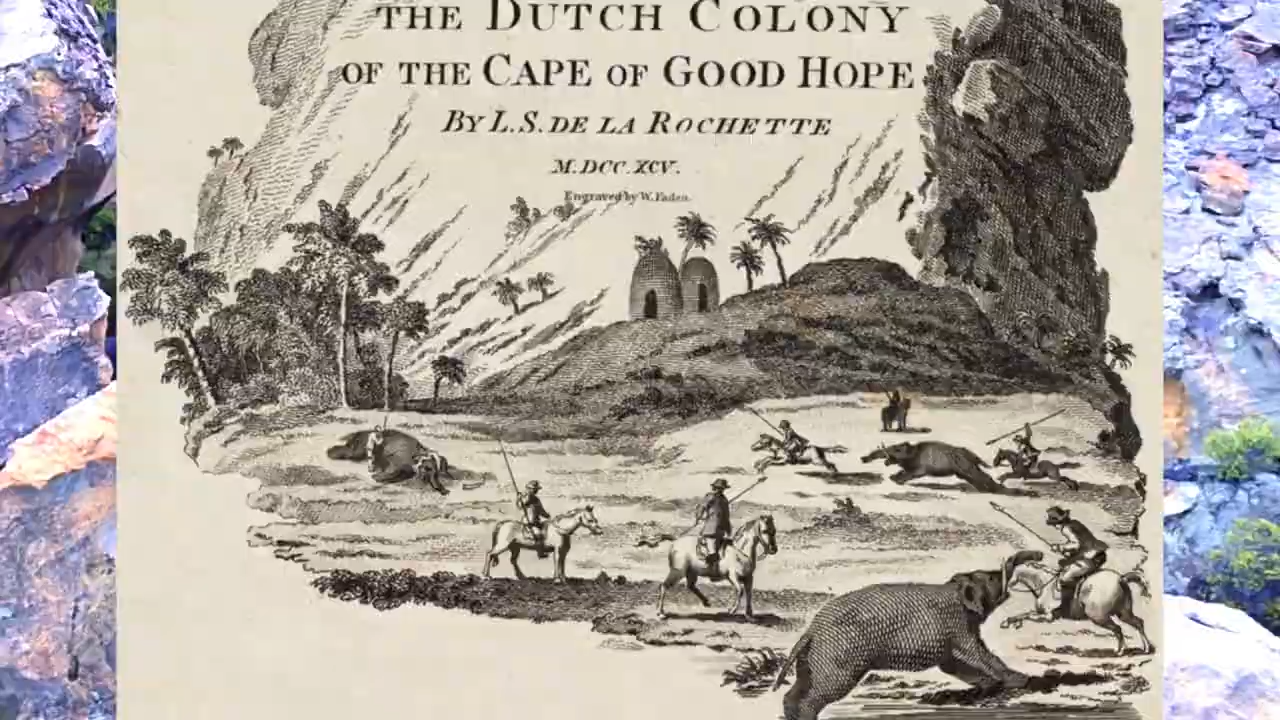 THE DUTCH COLONY
OF THE CAPE OF GOOD HOPE
BY L.S. DE LA ROCHETTE
M.DCC.XCV.
Engraved by W. Faden.